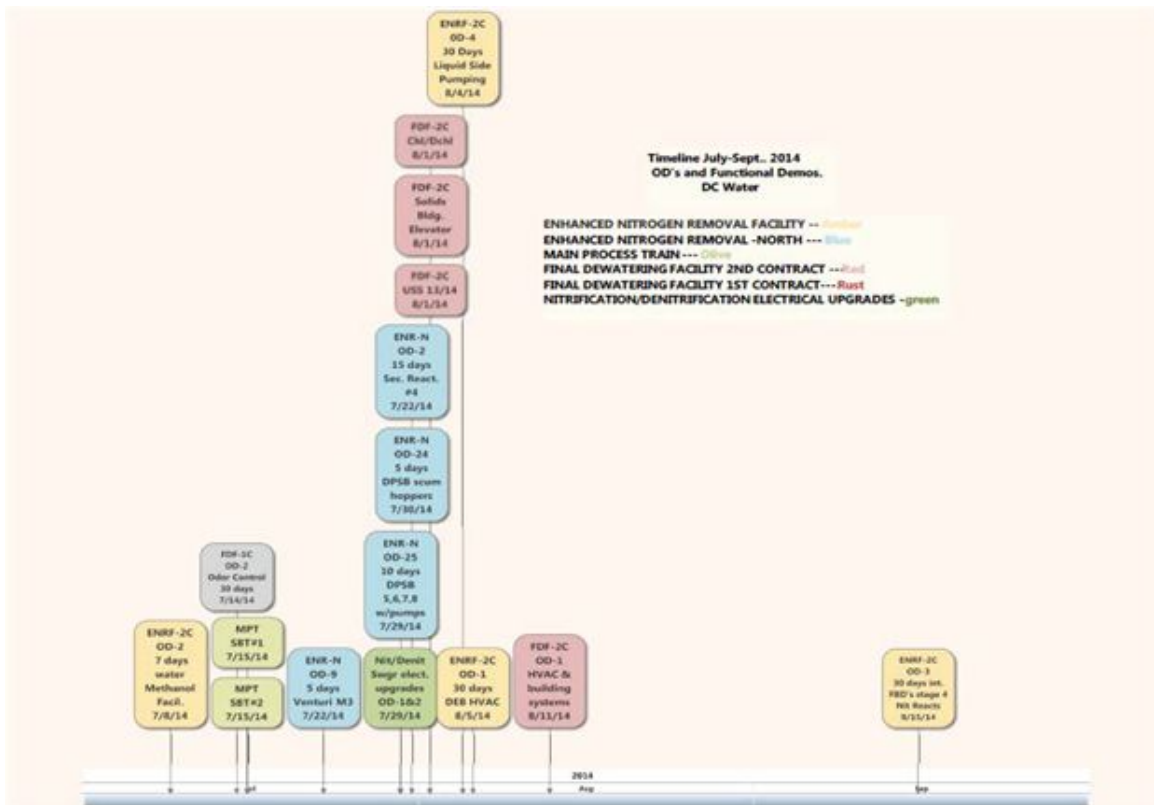 ENRF-2C
OD-4
30 Days
Liquid Side
Pumping
8/4/14
FDF-2C
Chl/Dchl
8/1/14
FDF-2C
Solids
Bldg.
Elevator
8/1/14
FDF-2C
USS 13/14
8/1/14
ENR-N
OD-2
15 days
Sec. React.
#4
7/22/14
ENR-N
OD-24
5 days
DPSB scum
hoppers
7/30/14
ENR-N
OD-25
10 days
DPSB
5,6,7,8
w/pumps
7/29/14
Timeline July-Sept.. 2014
OD's and Functional Demos.
DC Water
ENHANCED NITROGEN REMOVAL FACILITY -- Amber
ENHANCED NITROGEN REMOVAL -NORTH --- Blue
MAIN PROCESS TRAIN --- Olive
FINAL DEWATERING FACILITY 2ND CONTRACT ---Red
FINAL DEWATERING FACILITY 1ST CONTRACT---Rust
NITRIFICATION/DENITRIFICATION ELECTRICAL UPGRADES -green
FDF-1C
OD-2
Odor Control
30 days
7/14/14
ENRF-2C
OD-2
7 days
water
Methanol
Facil.
7/8/14
MPT
SBT#1
7/15/14
MPT
SBT#2
7/15/14
ENR-N
OD-9
5 days
Venturi M3
7/22/14
Nit/Denit
Swgr elect.
upgrades
OD-1&2
7/29/14
ENRF-2C
OD-1
30 days
DEB HVAC
8/5/14
FDF-2C
OD-1
HVAC &
building
systems
8/11/14
ENRF-2C
OD-3
30 days int.
FBD's stage 4
Nit Reacts
9/15/14
2014
Jul
Aug
Sep